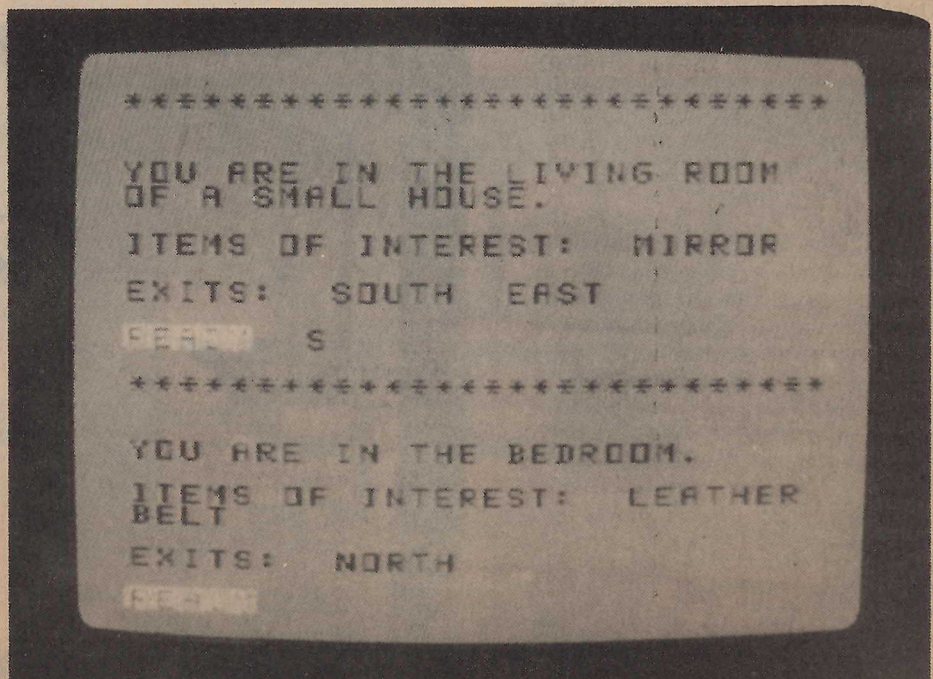 ********************************
YOU ARE IN THE LIVING ROOM
OF A SMALL HOUSE.
ITEMS OF INTEREST: MIRROR
EXITS: SOUTH EAST
READY S
********************************
YOU ARE IN THE BEDROOM.
ITEMS OF INTEREST: LEATHER
BELT
EXITS: NORTH
READY